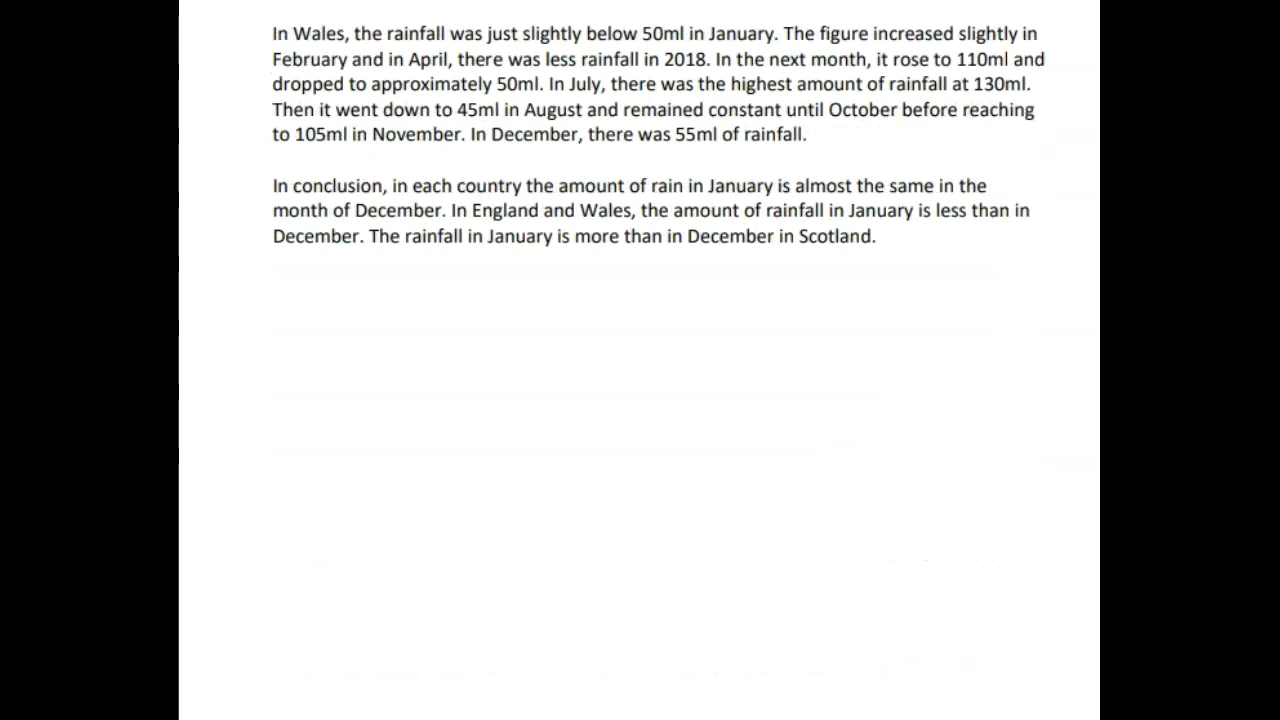 In Wales, the rainfall was just slightly below 50ml in January. The figure increased slightly in
February and in April, there was less rainfall in 2018. In the next month, it rose to 110ml and
dropped to approximately 50ml. In July, there was the highest amount of rainfall at 130ml.
Then it went down to 45ml in August and remained constant until October before reaching
to 105ml in November. In December, there was 55ml of rainfall.
In conclusion, in each country the amount of rain in January is almost the same in the
month of December. In England and Wales, the amount of rainfall in January is less than in
December. The rainfall in January is more than in December in Scotland.